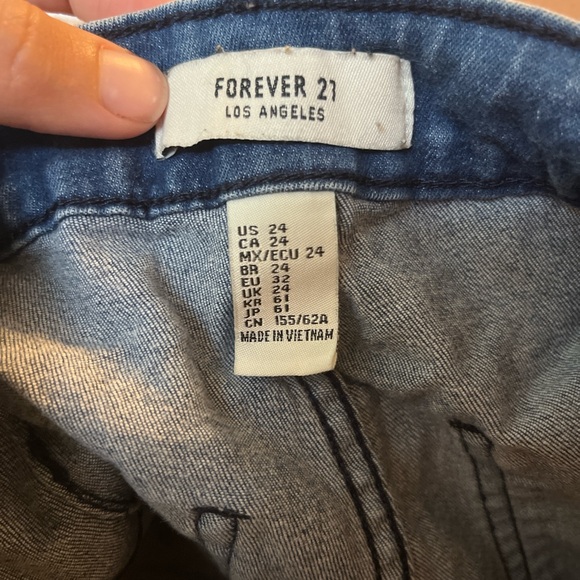 FOREVER 21
LOS ANGELES
US 24
CA 24
MX/ECU 24
BR 24
EU 32
UK 24
KR 61
JP 61
CN 155/62A
MADE IN VIETNAM